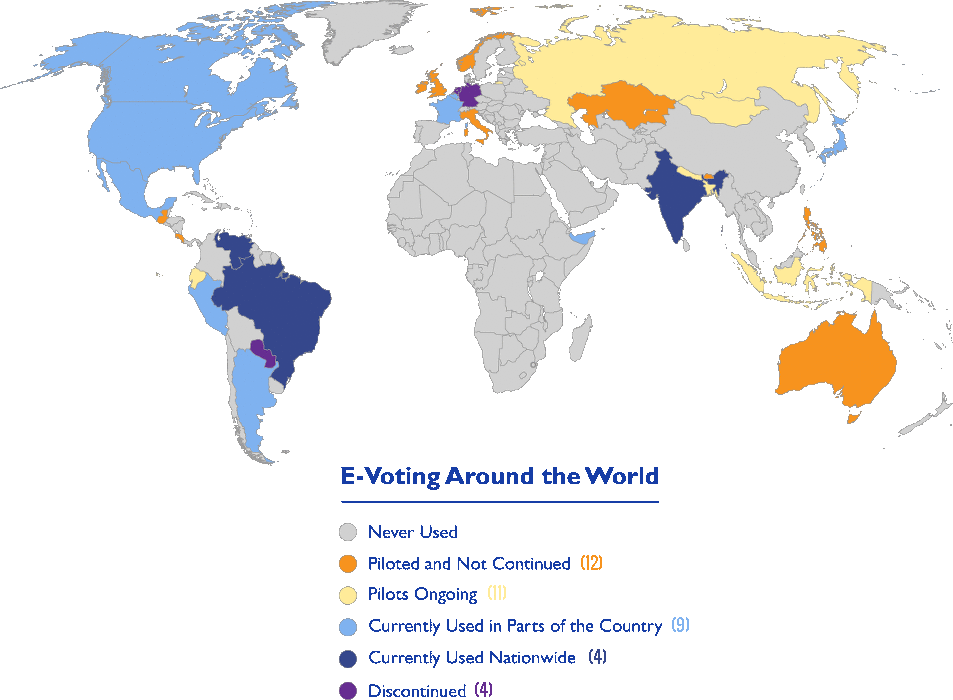 E-Voting Around the World
Never Used
Piloted and Not Continued (12)
Pilots Ongoing (11)
Currently Used in Parts of the Country (9)
Currently Used Nationwide (4)
Discontinued (4)